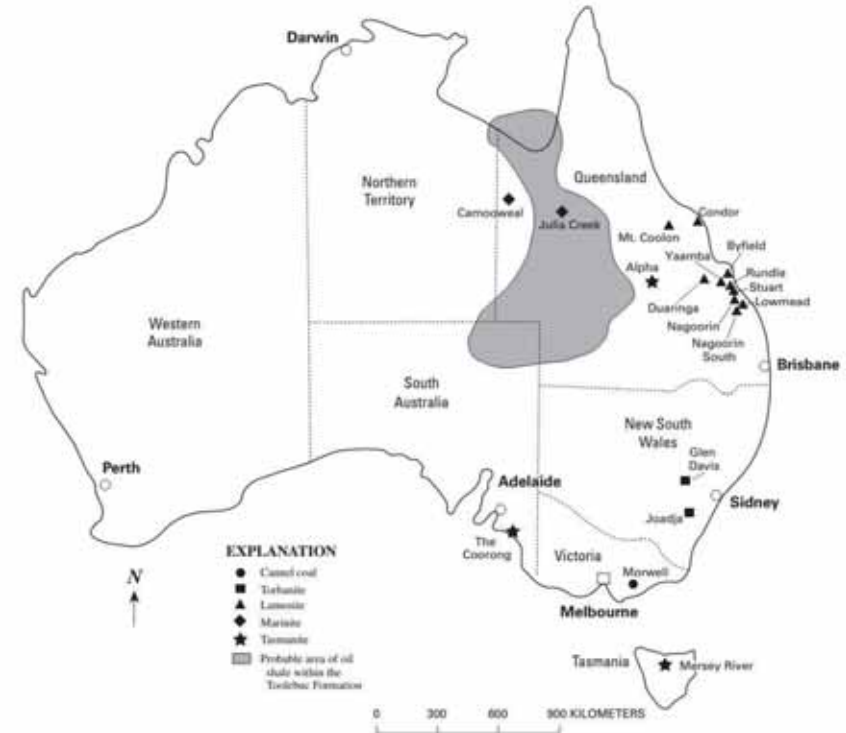 Darwin
Northern
Territory
Queensland
Camooweal
Julia Creek
Condor
Mt. Coolon
Byfield
Yaamba
Rundle
Alpha
Stuart
Lowmead
Duaringa
Nagoorin
Nagoorin
South
Western
Australia
Brisbane
South
Australia
New South
Wales
Glen
Davis
Perth
Adelaide
Sidney
Joadja
The
Coorong
Victoria
Morwell
Melbourne
EXPLANATION
Cannel coal
Torbanite
Lamosite
Marinite
Tasmanite
Probable area of oil
shale within the
Toolebuc Formation
N
Tasmania
Mersey River
0 300 600 900 KILOMETERS